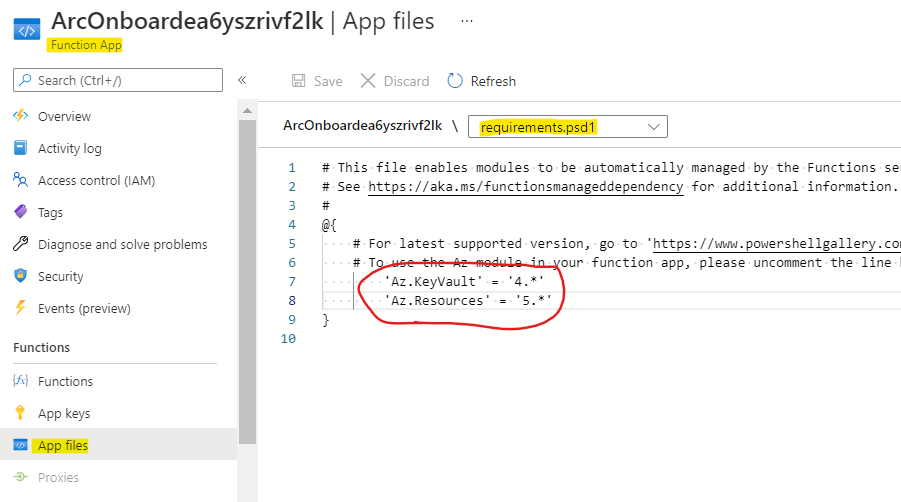 ArcOnboardea6yszrivf2lk | App files ...
Function App
Search (Ctrl+/)
«
Overview
Activity log
Access control (IAM)
Tags
Diagnose and solve problems
Security
Events (preview)
Functions
Functions
App keys
App files
Proxies
Save
Discard
Refresh
ArcOnboardea6yszrivf2lk \ requirements.psd1
1 # This file enables modules to be automatically managed by the Functions se
2 # See https://aka.ms/functionsmanageddependency for additional information.
3 #
4 @{
5 # For latest supported version, go to 'https://www.powershellgallery.co
6 # To use the Az module in your function app, please uncomment the line
7 'Az.KeyVault' = '4.*'
8 'Az.Resources' = '5.*'
9 }
10